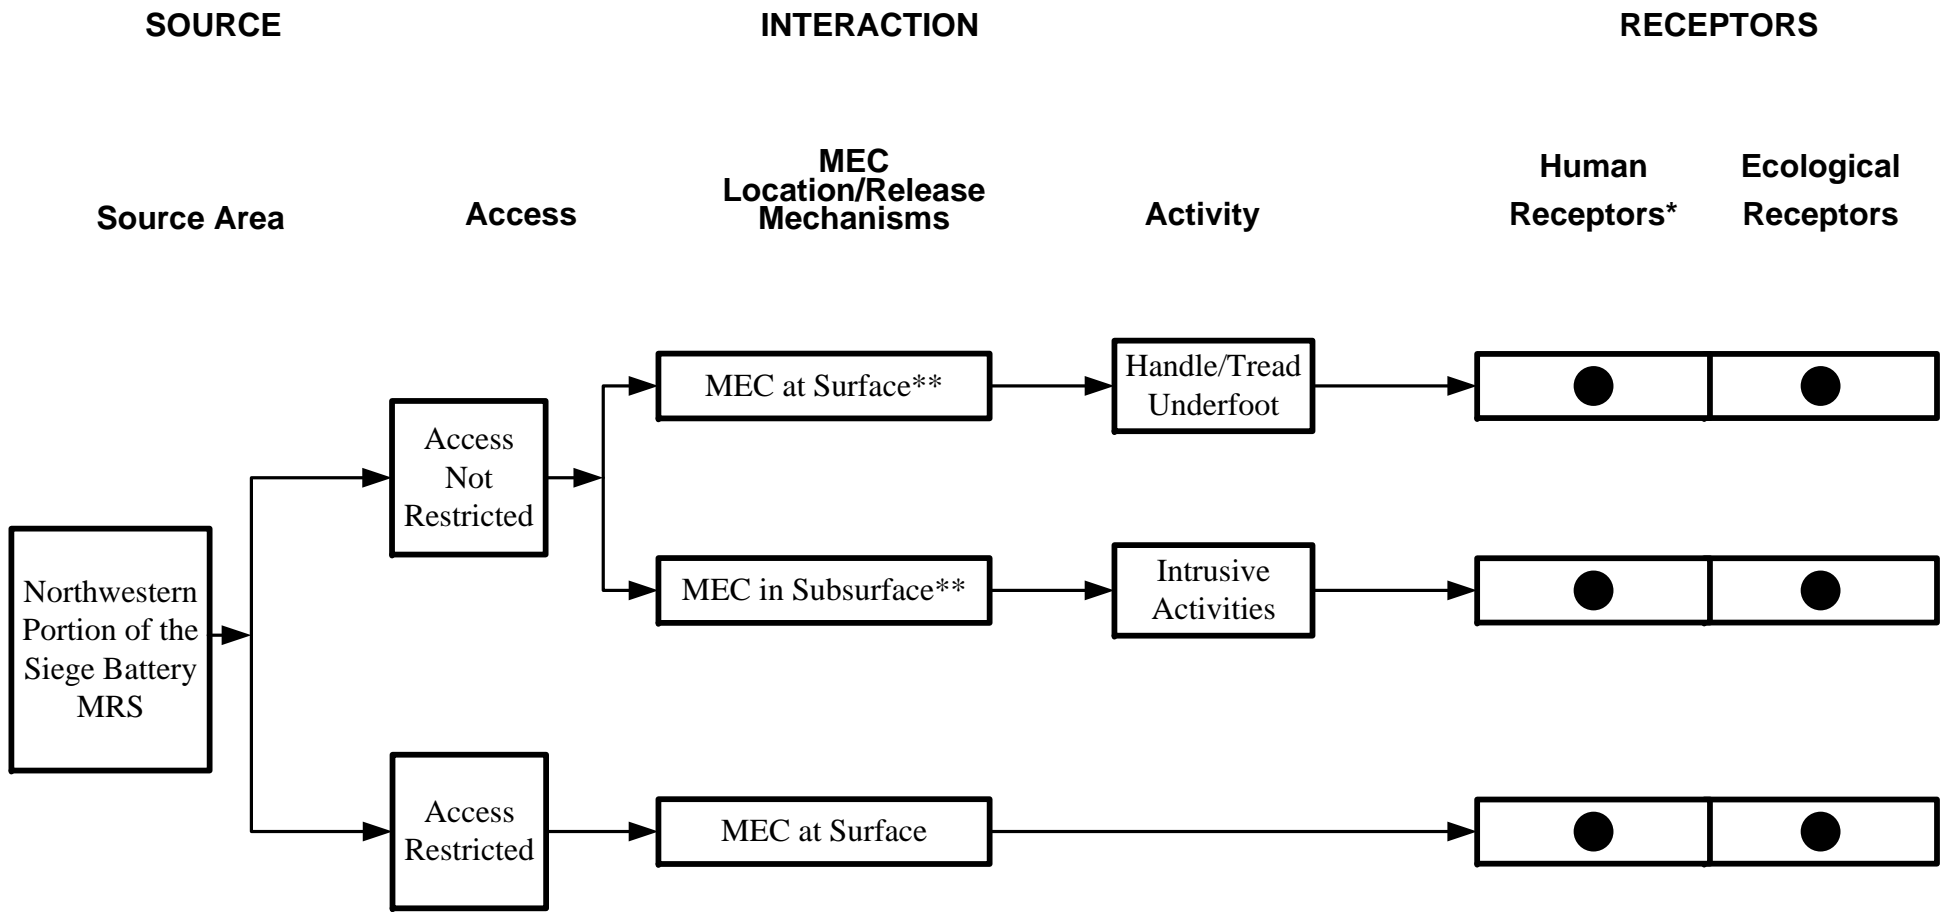 SOURCE
INTERACTION
RECEPTORS
Source Area
Access
MEC
Location/Release
Mechanisms
Activity
Human
Receptors*
Ecological
Receptors
Northwestern
Portion of the
Siege Battery
MRS
Access
Not
Restricted
MEC at Surface**
Handle/Tread
Underfoot
MEC in Subsurface**
Intrusive
Activities
Access
Restricted
MEC at Surface